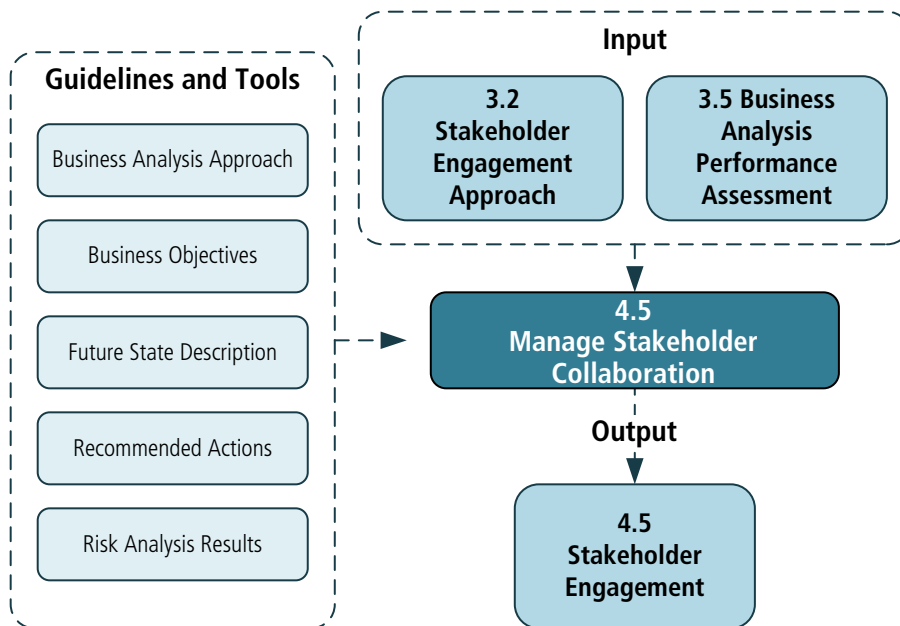 Guidelines and Tools
Business Analysis Approach
Business Objectives
Future State Description
Recommended Actions
Risk Analysis Results
Input
3.2
Stakeholder
Engagement
Approach
3.5 Business
Analysis
Performance
Assessment
4.5
Manage Stakeholder
Collaboration
Output
4.5
Stakeholder
Engagement